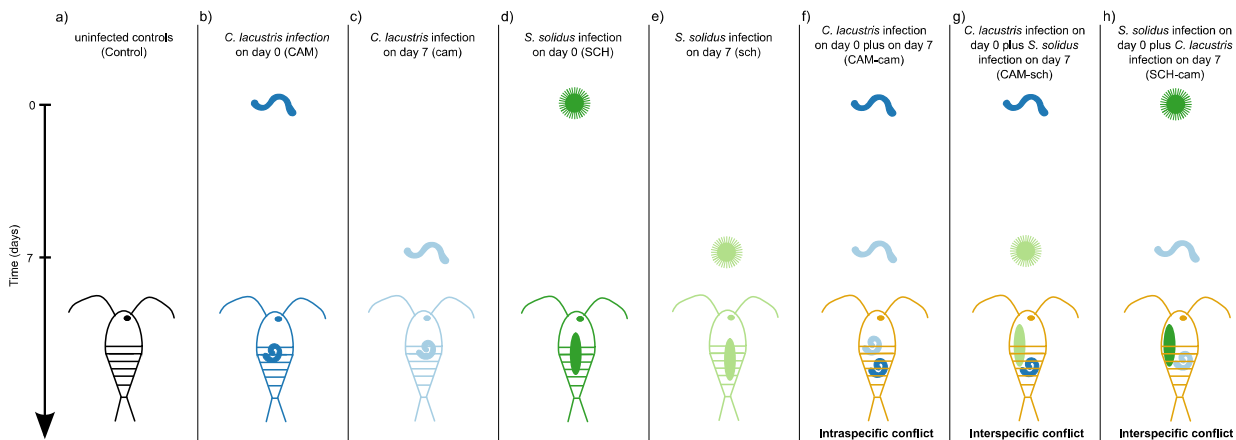 a)
uninfected controls
(Control)
b)
C. lacustris infection
on day 0 (CAM)
c)
C. lacustris infection
on day 7 (cam)
d)
S. solidus infection
on day 0 (SCH)
e)
S. solidus infection
on day 7 (sch)
f)
C. lacustris infection
on day 0 plus on day 7
(CAM-cam)
g)
C. lacustris infection on
day 0 plus S. solidus
infection on day 7
(CAM-sch)
h)
S. solidus infection on
day 0 plus C. lacustris
infection on day 7
(SCH-cam)
0
7
Time (days)
Intraspecific conflict
Interspecific conflict
Interspecific conflict